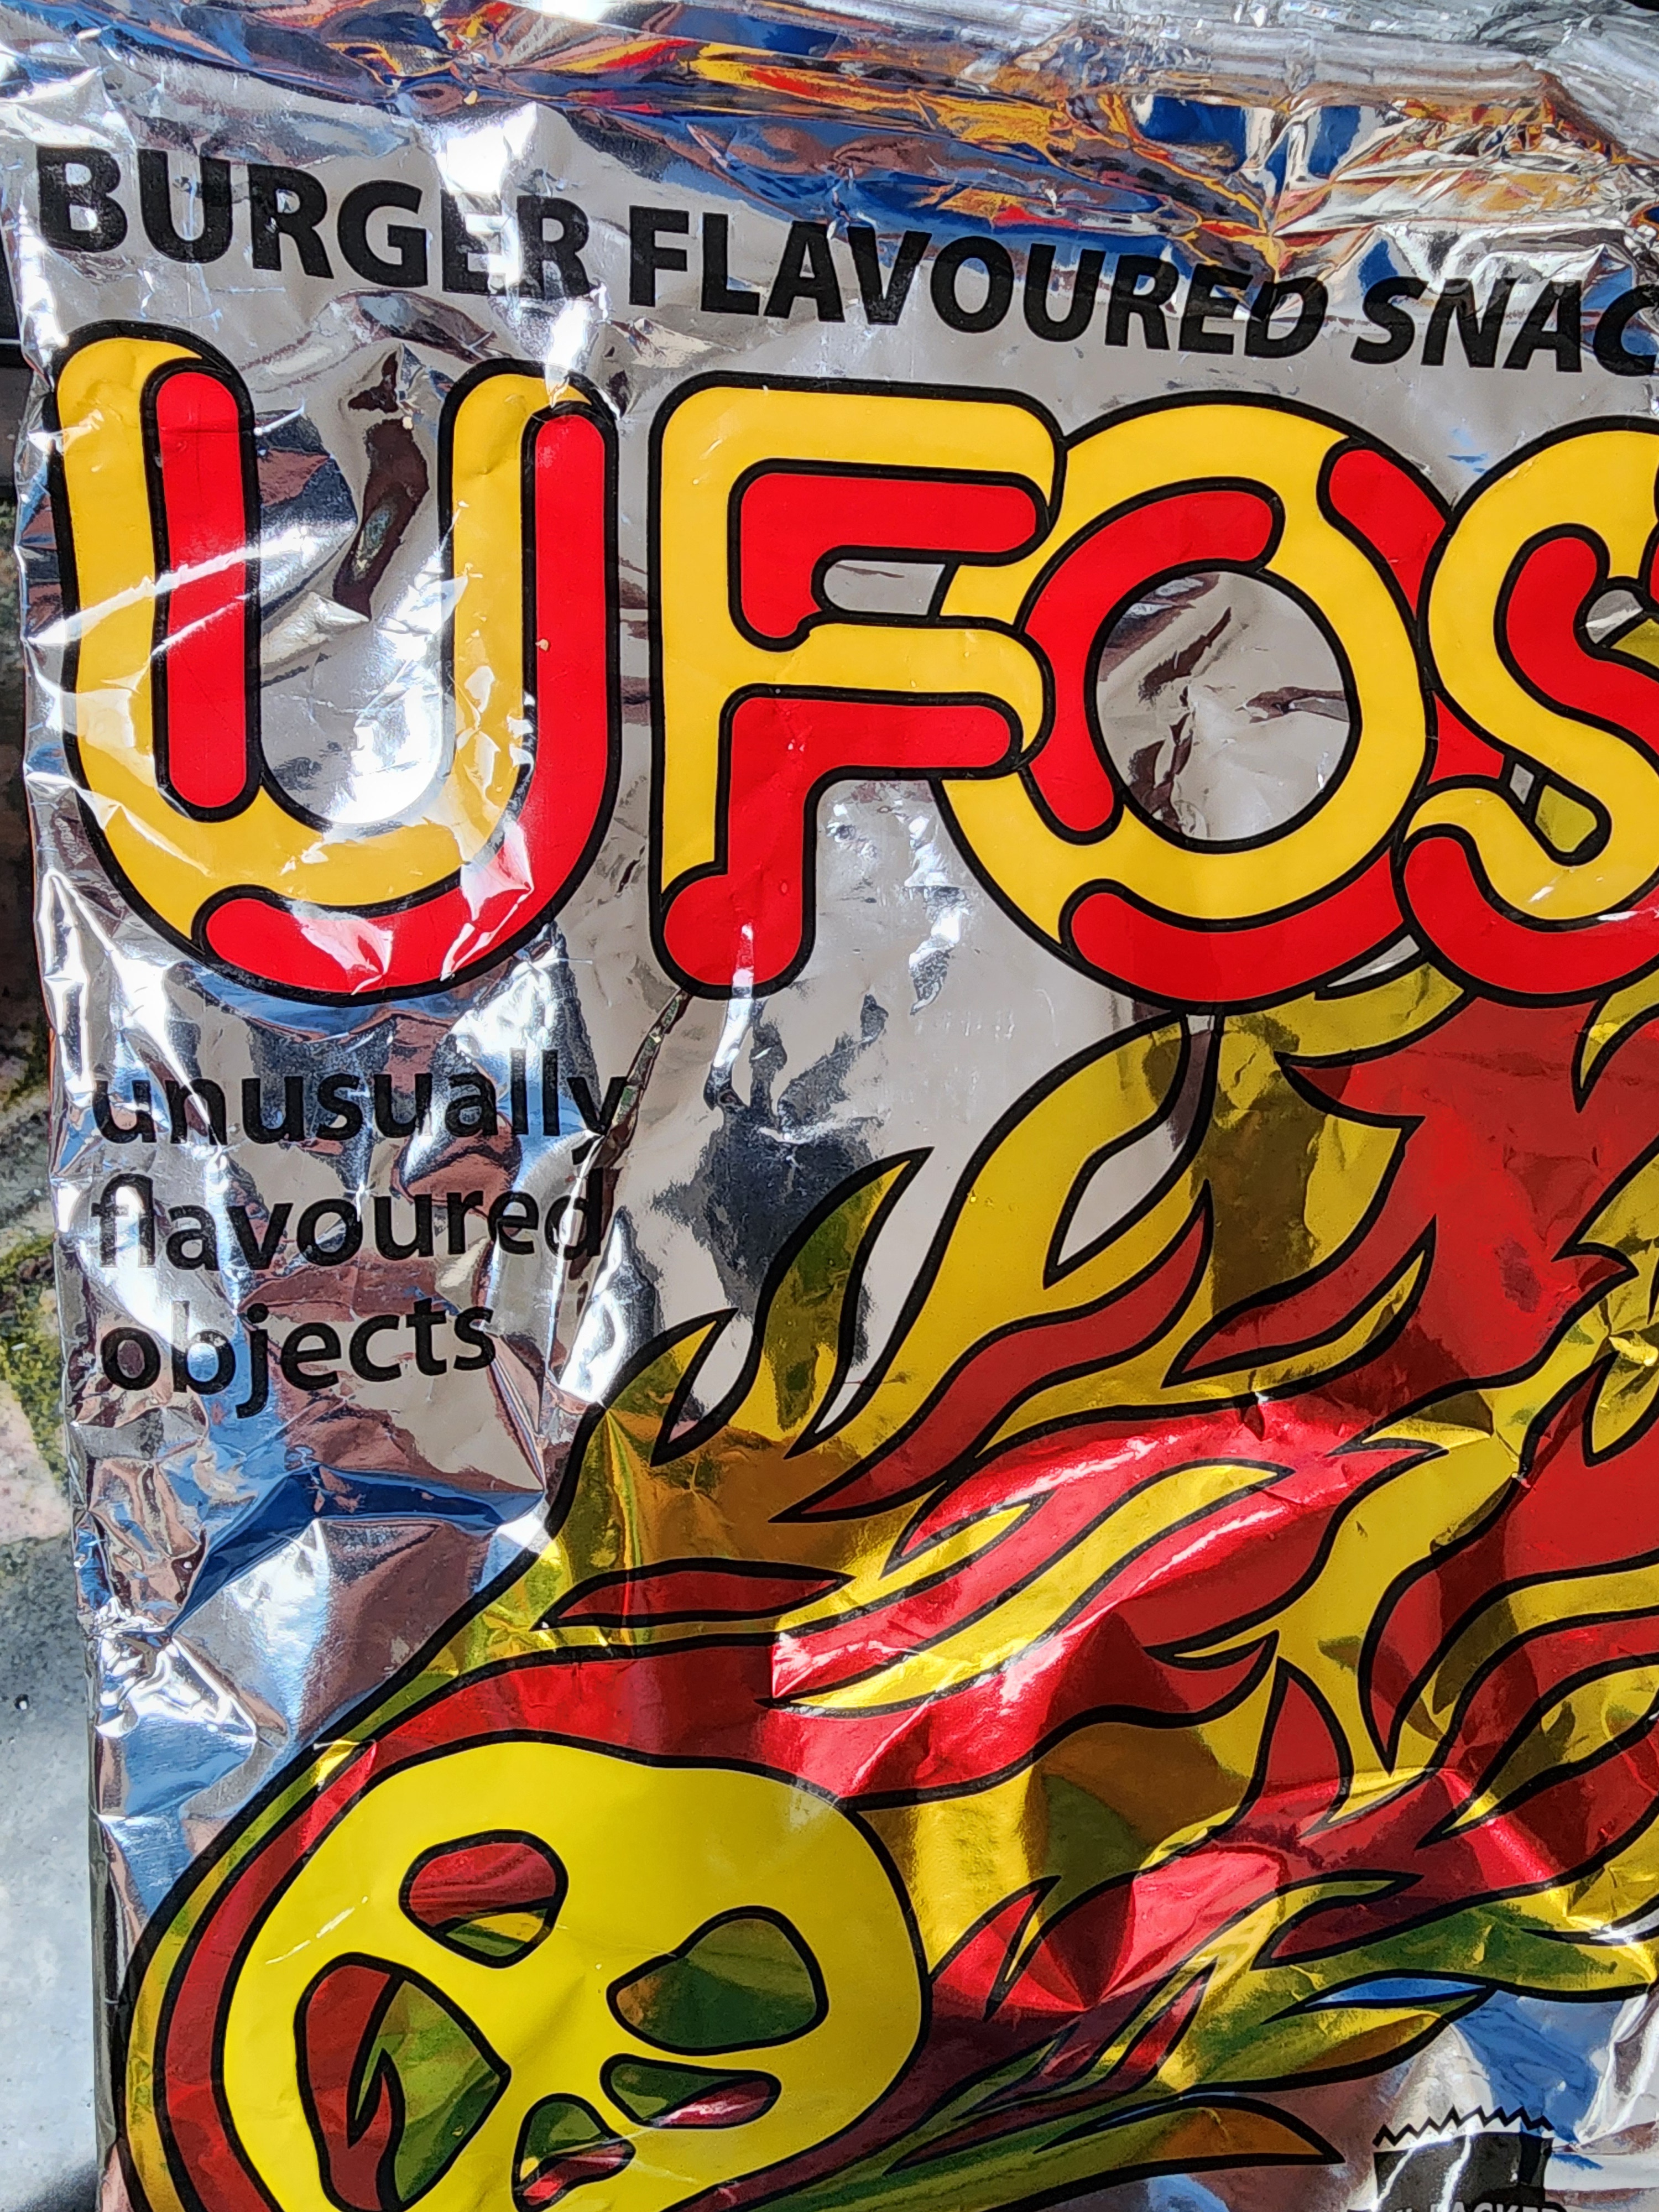 BURGER FLAVOURED SNAC
UFOS
unusually
flavoured
objects